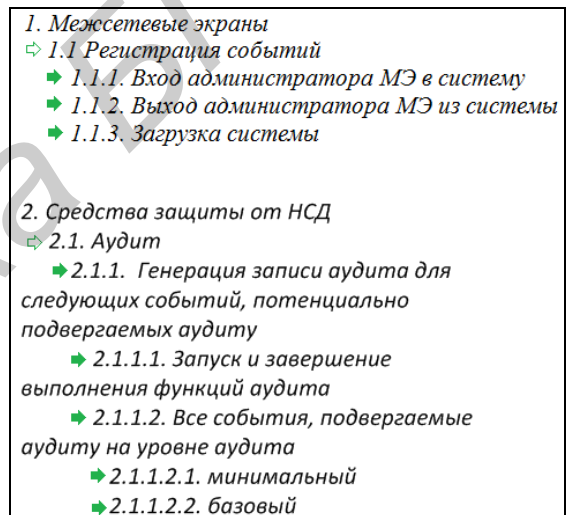 1. Межсетевые экраны
1.1 Регистрация событий
1.1.1. Вход администратора МЭ в систему
1.1.2. Выход администратора МЭ из системы
1.1.3. Загрузка системы
2. Средства защиты от НСД
2.1. Аудит
2.1.1. Генерация записи аудита для
следующих событий, потенциально
подвергаемых аудиту
2.1.1.1. Запуск и завершение
выполнения функций аудита
2.1.1.2. Все события, подвергаемые
аудиту на уровне аудита
2.1.1.2.1. минимальный
2.1.1.2.2. базовый